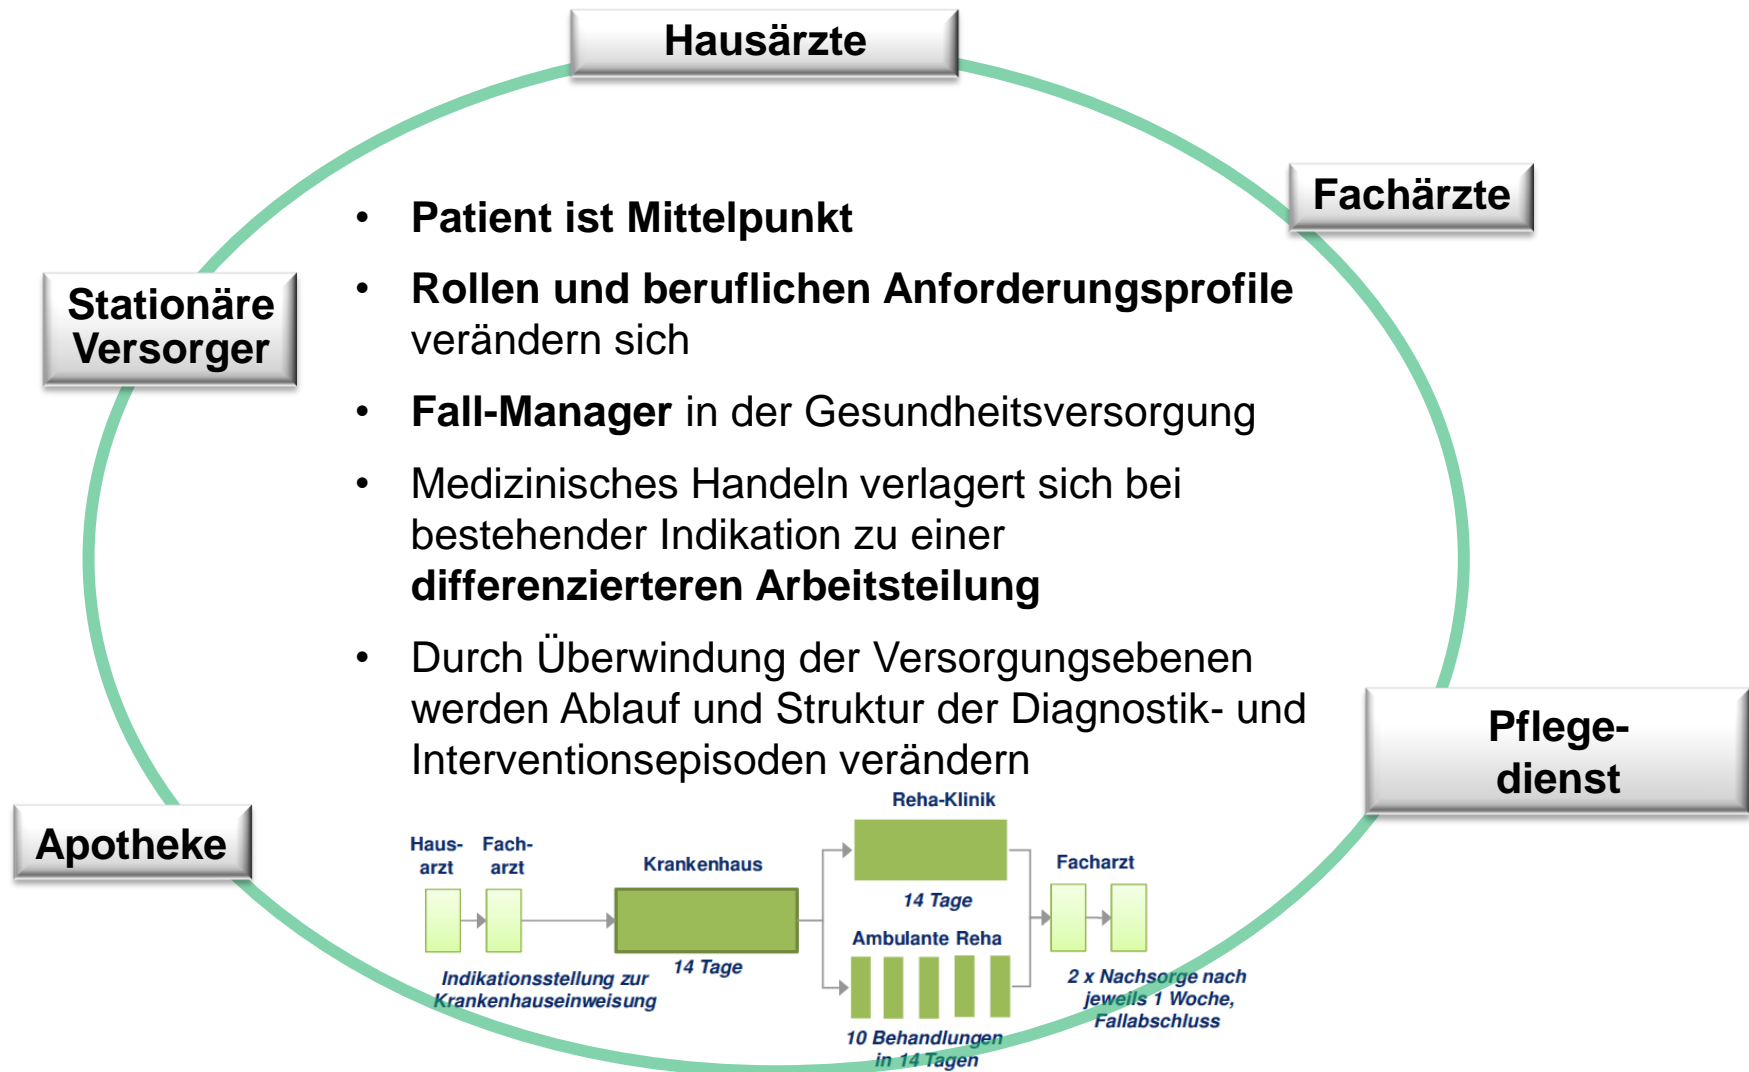 Hausärzte
Fachärzte
Stationäre
Versorger
• Patient ist Mittelpunkt
• Rollen und beruflichen Anforderungsprofile
verändern sich
• Fall-Manager in der Gesundheitsversorgung
• Medizinisches Handeln verlagert sich bei
bestehender Indikation zu einer
differenzierteren Arbeitsteilung
• Durch Überwindung der Versorgungsebenen
werden Ablauf und Struktur der Diagnostik- und
Interventionsepisoden verändern
Pflege-
dienst
Apotheke
Haus-
arzt
Fach-
arzt
Indikationsstellung zur
Krankenhauseinweisung
Krankenhaus
14 Tage
Reha-Klinik
14 Tage
Ambulante Reha
10 Behandlungen
in 14 Tagen
Facharzt
2 x Nachsorge nach
jeweils 1 Woche,
Fallabschluss